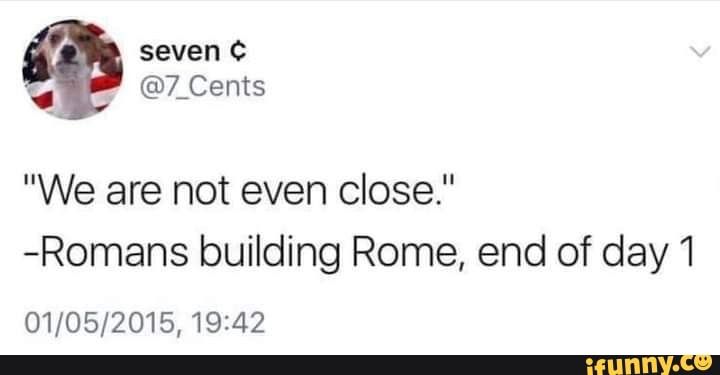 seven ¢
@7_Cents
"We are not even close."
-Romans building Rome, end of day 1
01/05/2015, 19:42
ifunny.co